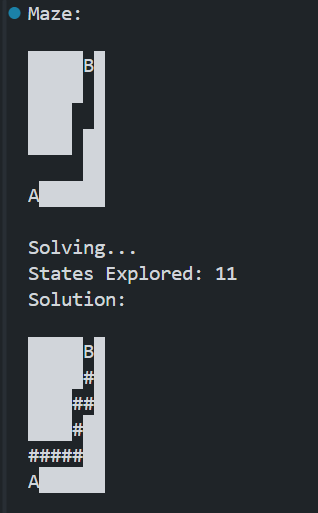 Maze:
█████B█
█████ █
████  █
████ ██
     ██
A██████
Solving...
States Explored: 11
Solution:
█████B█
█████#█
████##█
████#██
#####██
A██████